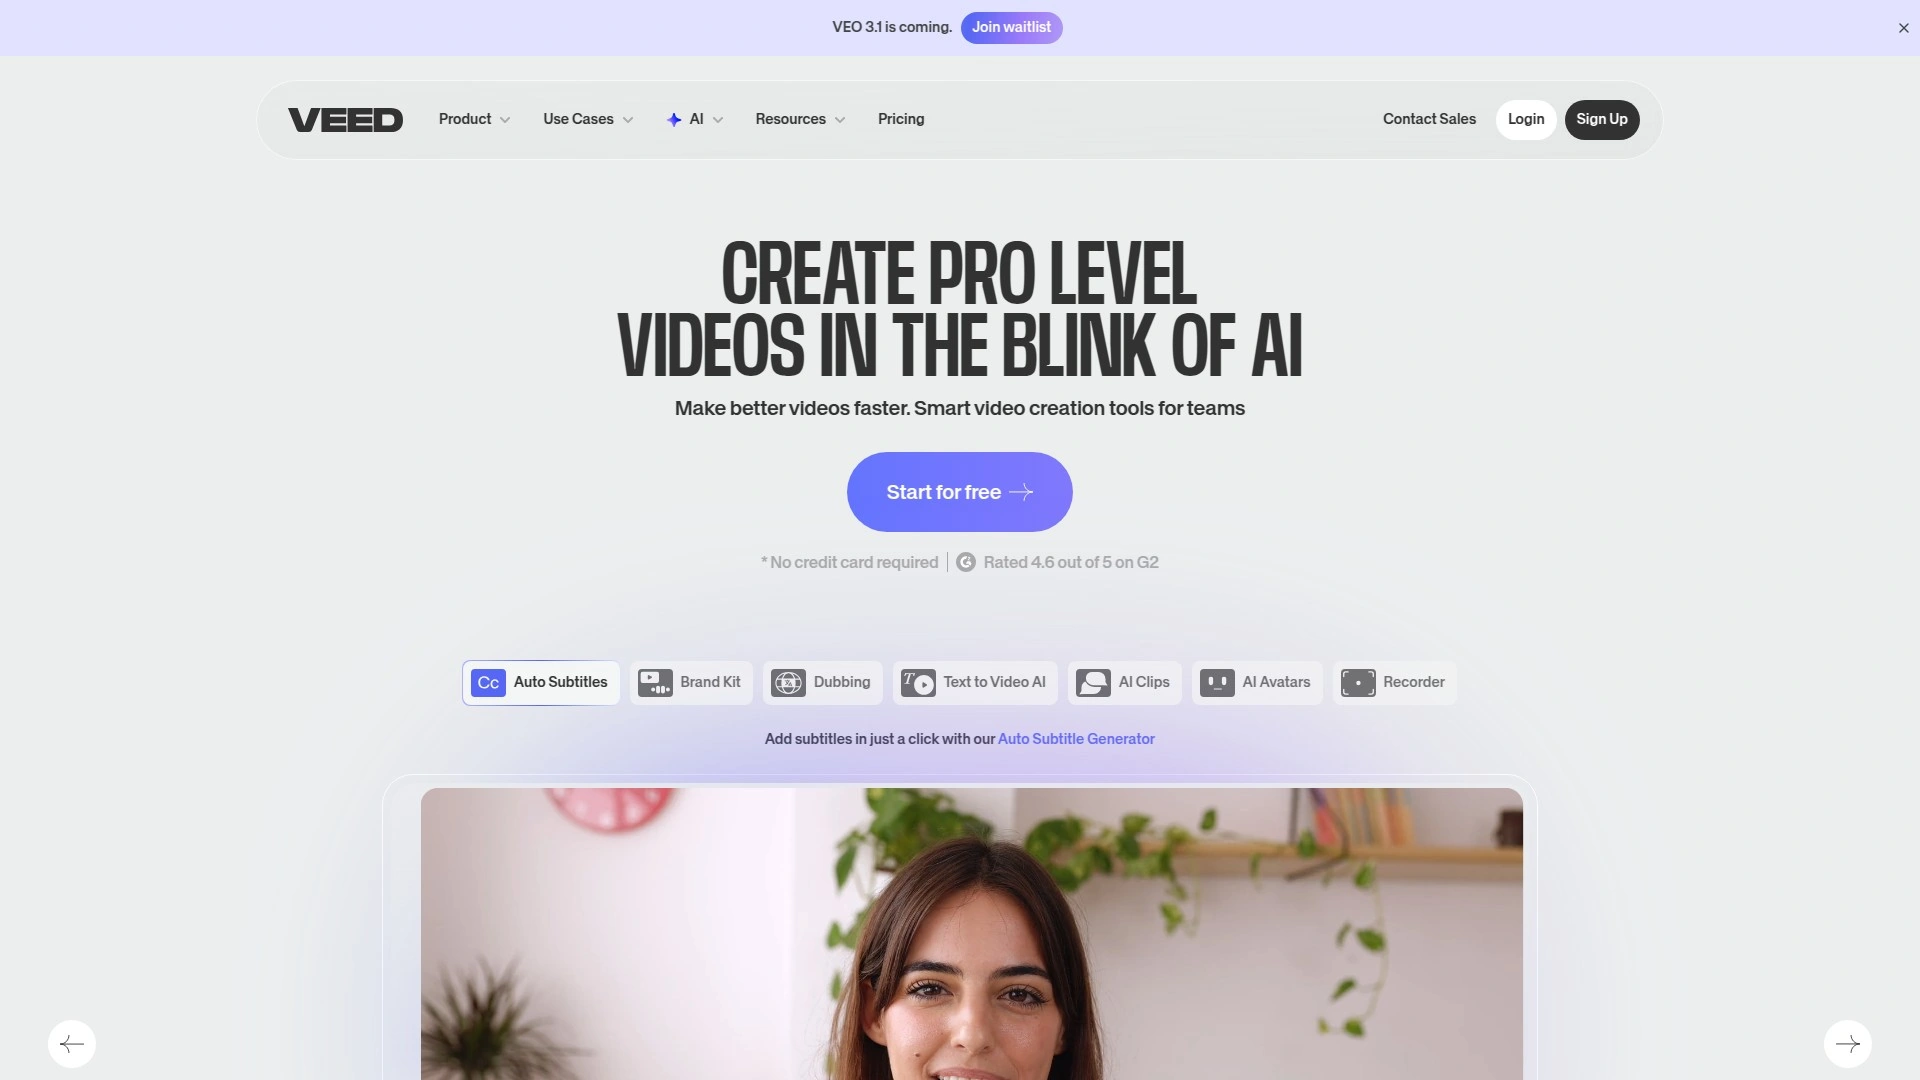 VEO 3.1 is coming. Join waitlist
VEED Product Use Cases AI Resources Pricing Contact Sales Login Sign Up
CREATE PRO LEVEL
VIDEOS IN THE BLINK OF AI
Make better videos faster. Smart video creation tools for teams
Start for free
* No credit card required Rated 4.6 out of 5 on G2
Cc Auto Subtitles Brand Kit Dubbing T Text to Video AI AI Clips AI Avatars Recorder
Add subtitles in just a click with our Auto Subtitle Generator